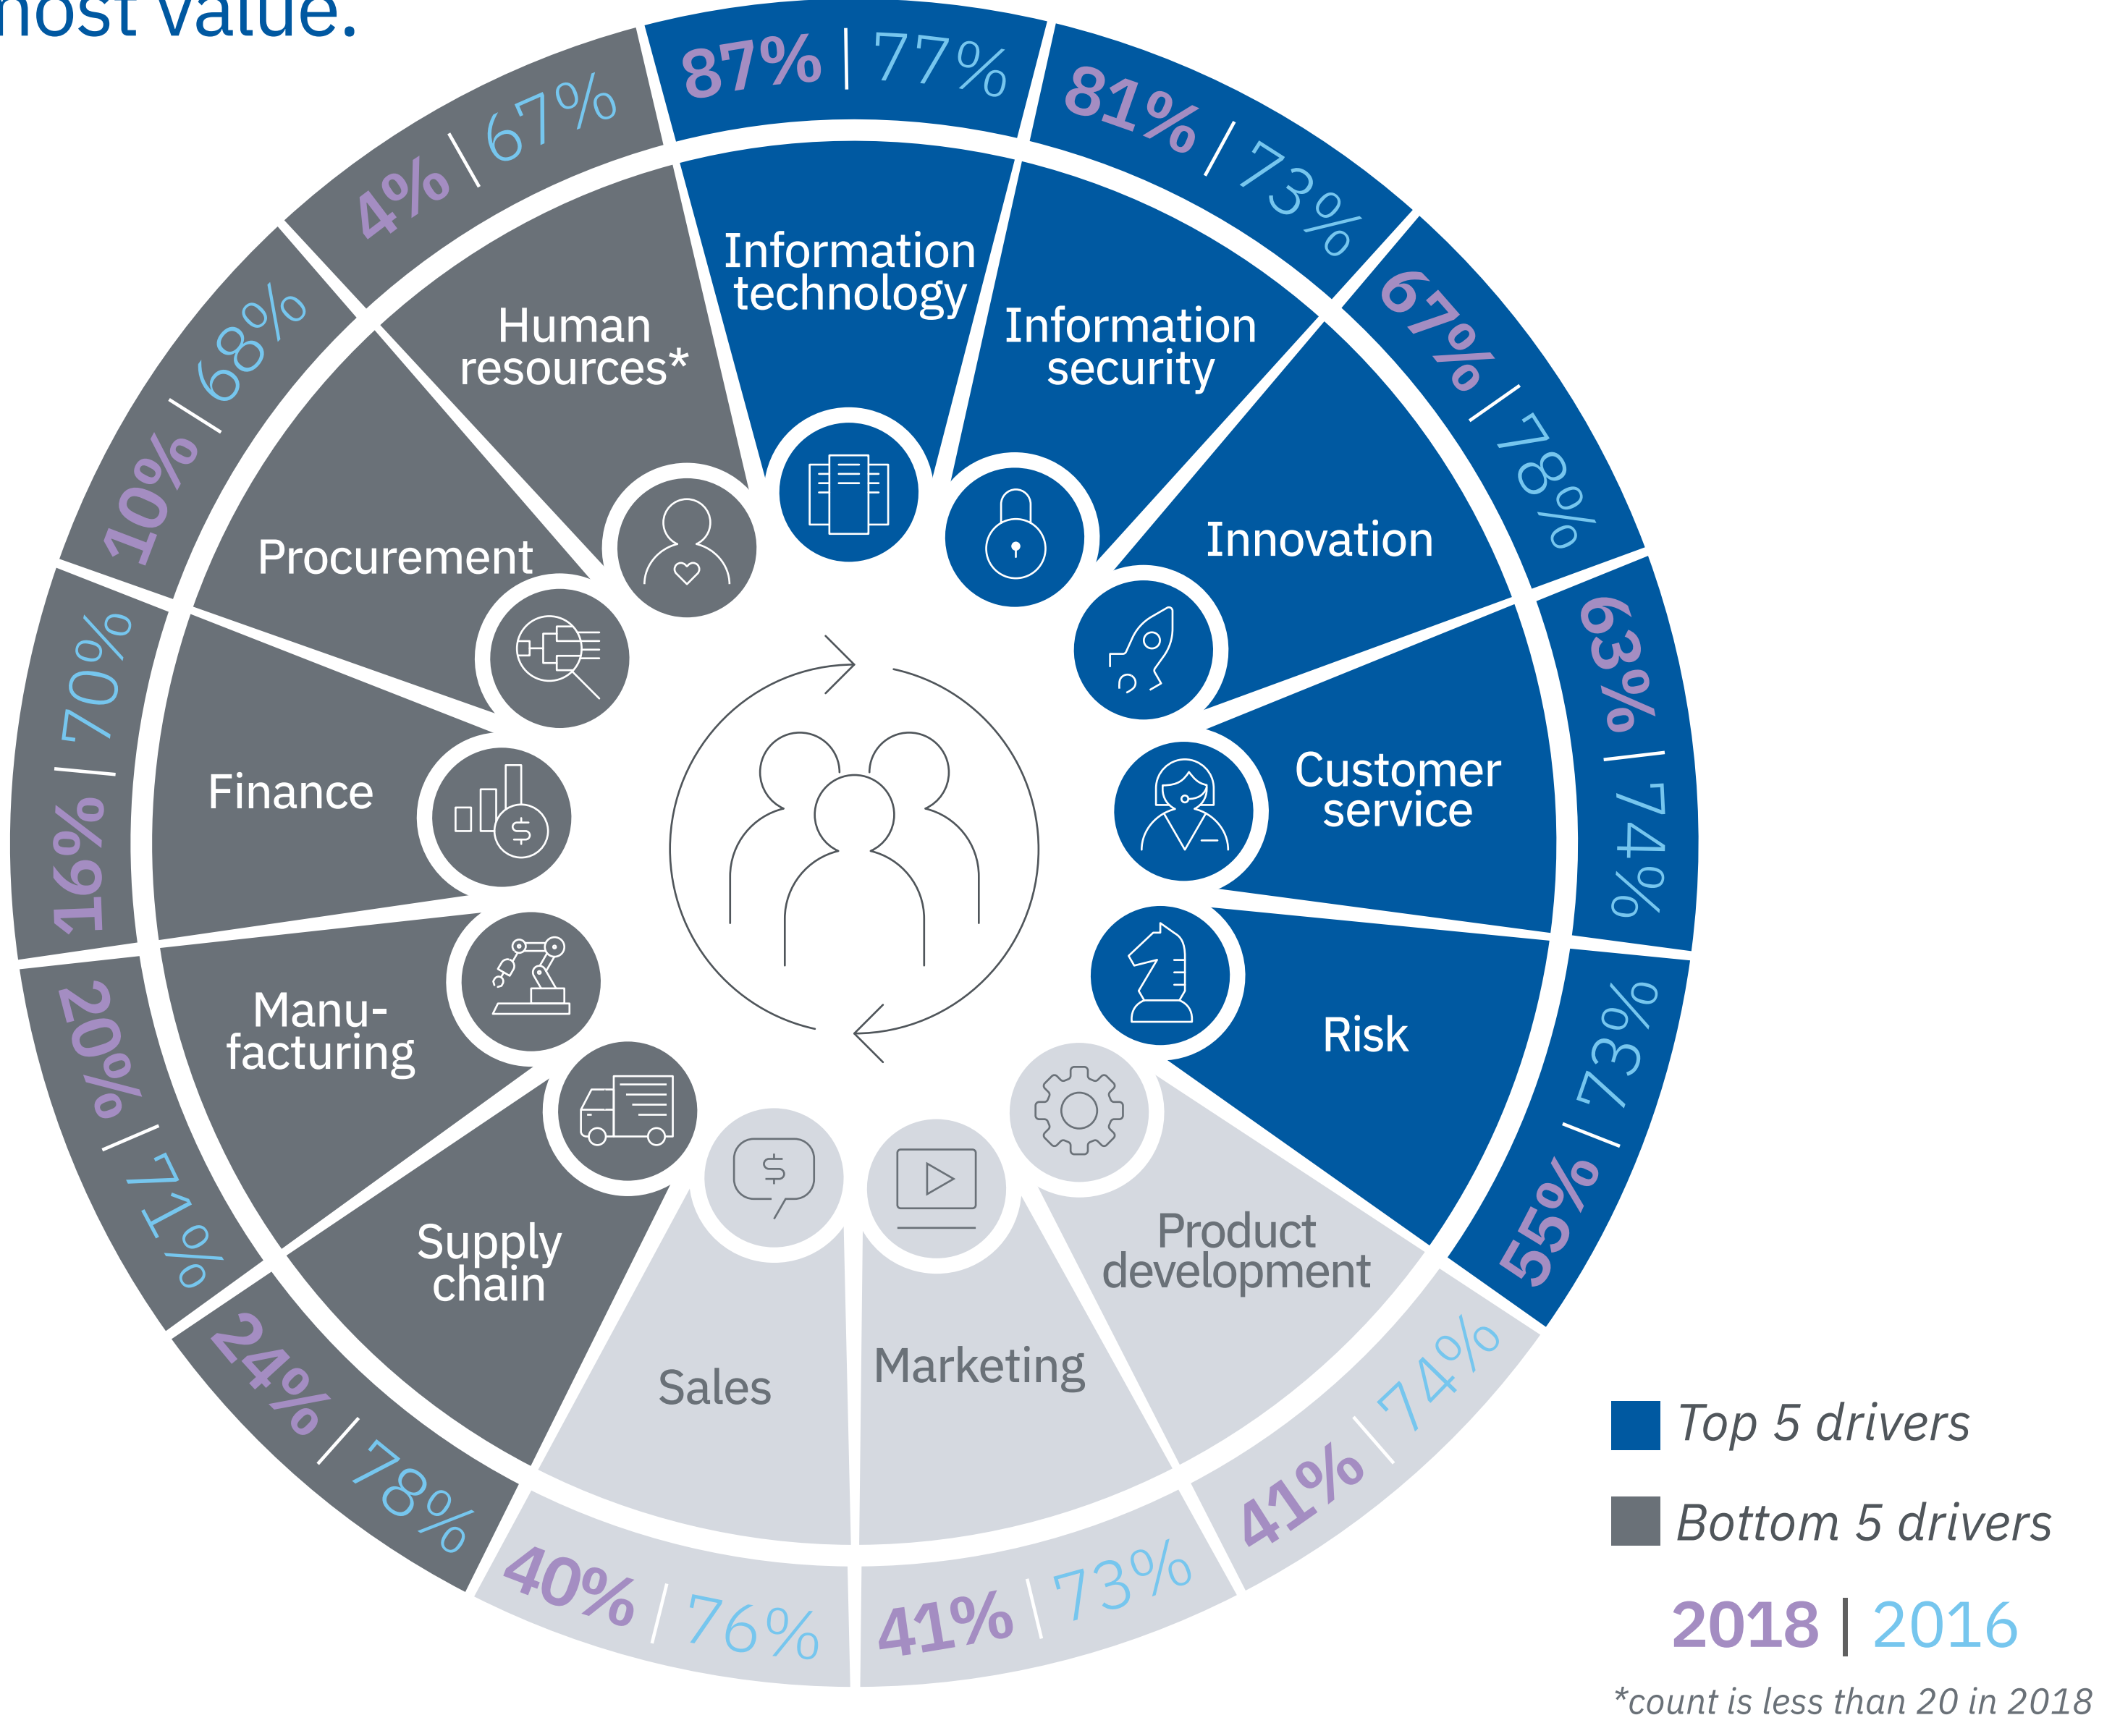 most value.
87% | 77%
Information
technology
81% | 73%
Information
security
67% | 78%
Innovation
63% | 74%
Customer
service
55% | 73%
Risk
41% | 74%
Product
development
41% | 73%
Marketing
40% | 76%
Sales
24% | 78%
Supply
chain
20% | 71%
Manu-
facturing
16% | 70%
Finance
10% | 68%
Procurement
4% | 67%
Human
resources*
$
$
Top 5 drivers
Bottom 5 drivers
2018 | 2016
*count is less than 20 in 2018